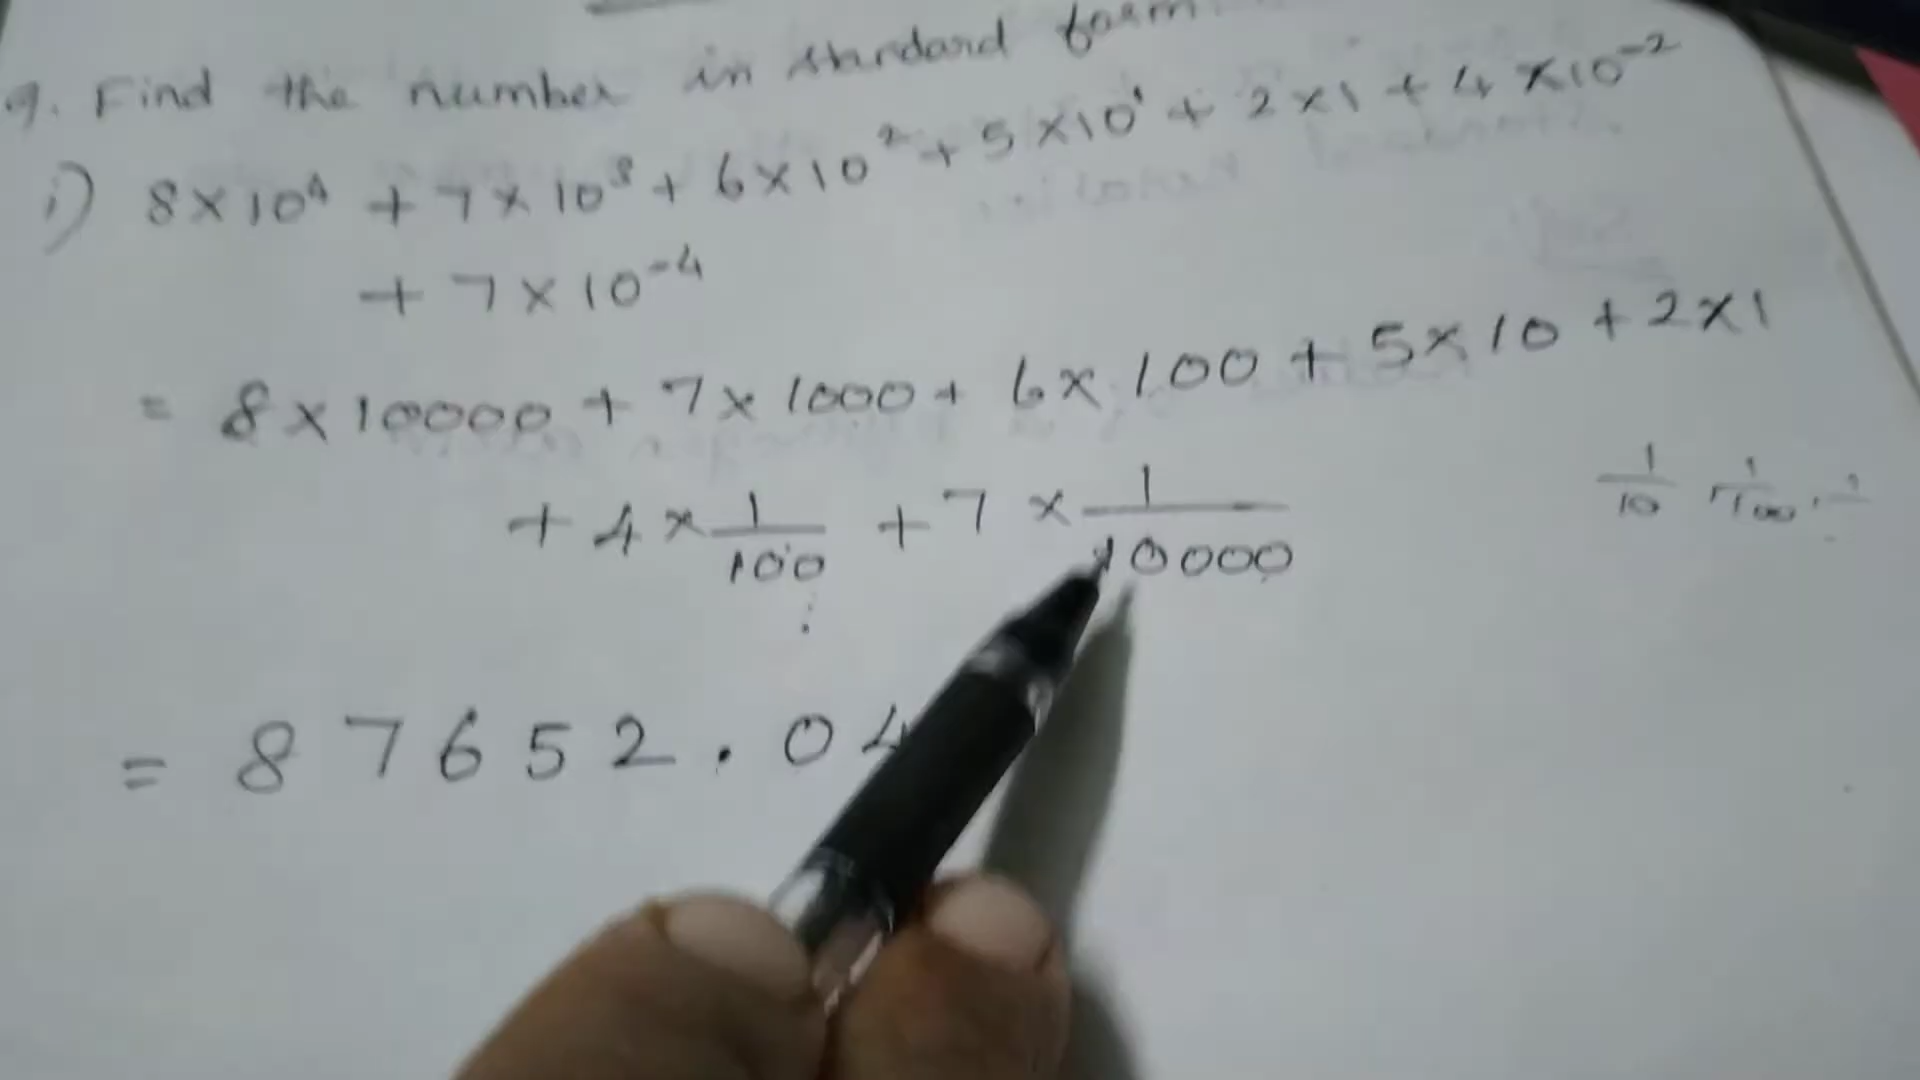 9. Find the number in standard form.
i) 8×10⁴ + 7×10³ + 6×10² + 5×10¹ + 2×1 + 4×10⁻²
+ 7×10⁻⁴
= 8×10000 + 7×1000 + 6×100 + 5×10 + 2×1
+ 4×1/100 + 7×1/10000
1/10 1/100
= 87652.04